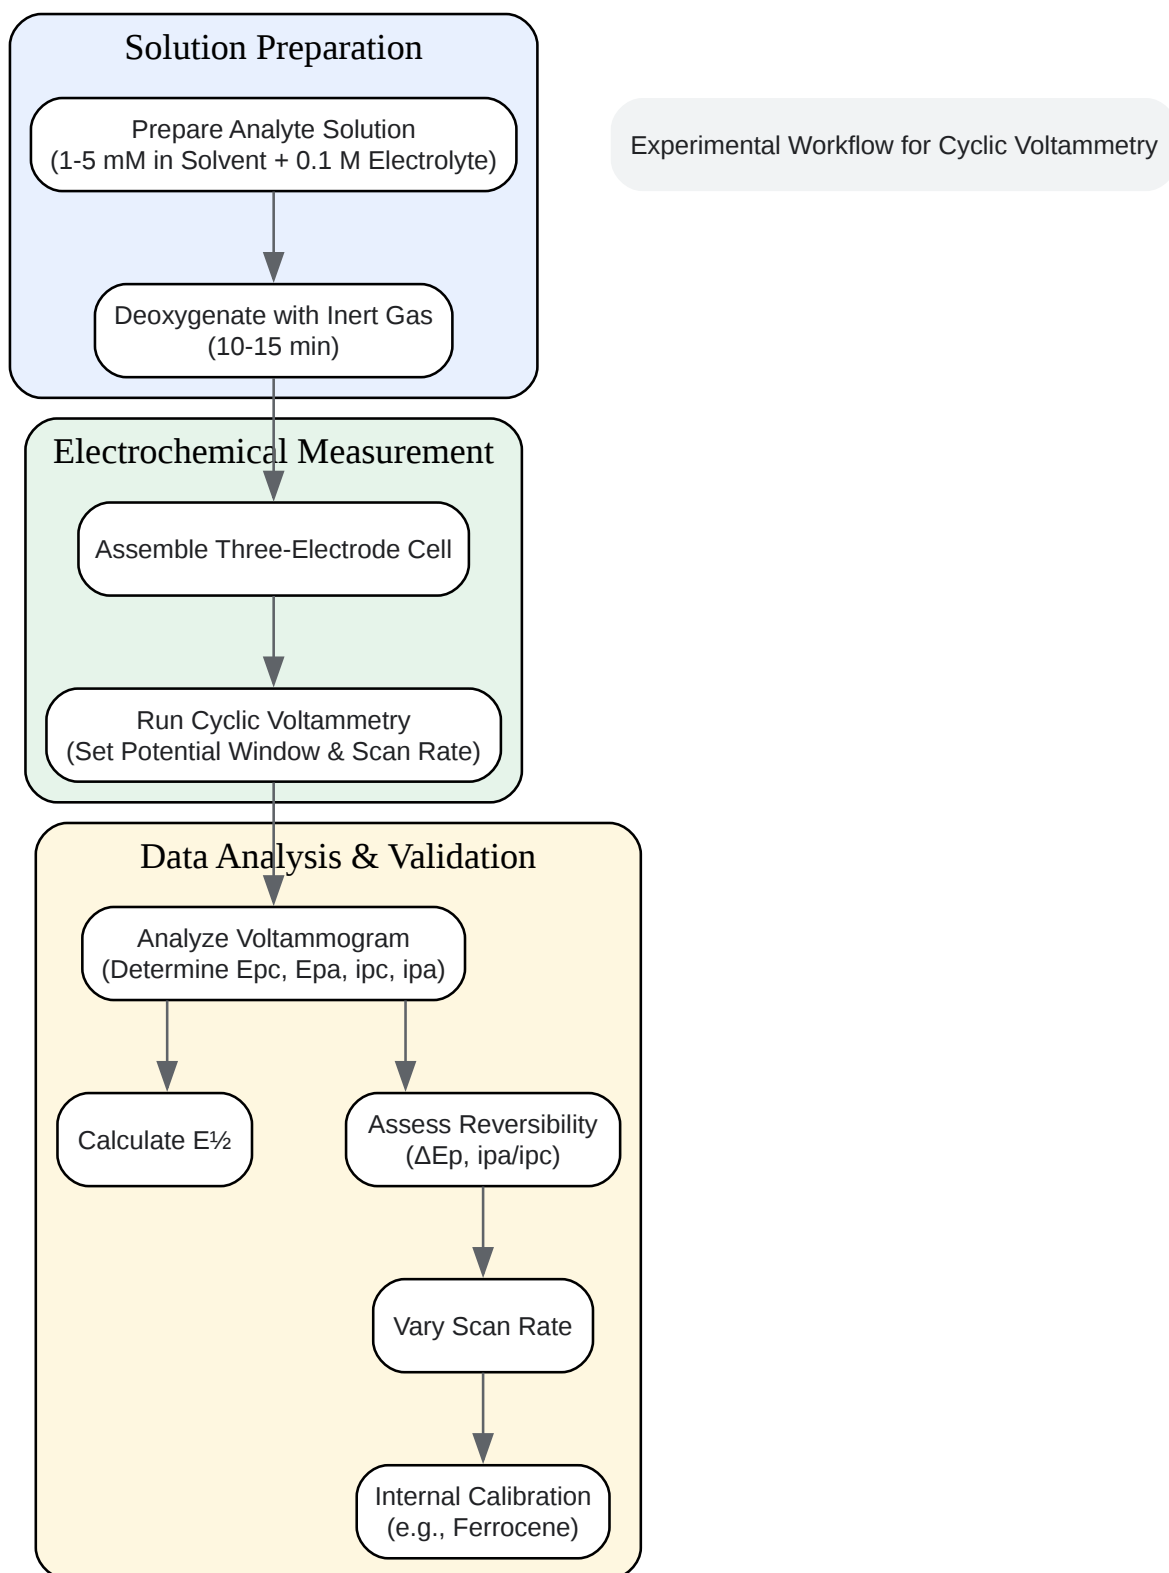 Solution Preparation
Prepare Analyte Solution
(1-5 mM in Solvent + 0.1 M Electrolyte)
Experimental Workflow for Cyclic Voltammetry
Deoxygenate with Inert Gas
(10-15 min)
Electrochemical Measurement
Assemble Three-Electrode Cell
Run Cyclic Voltammetry
(Set Potential Window & Scan Rate)
Data Analysis & Validation
Analyze Voltammogram
(Determine Epc, Epa, ipc, ipa)
Calculate E½
Assess Reversibility
(ΔEp, ipa/ipc)
Vary Scan Rate
Internal Calibration
(e.g., Ferrocene)